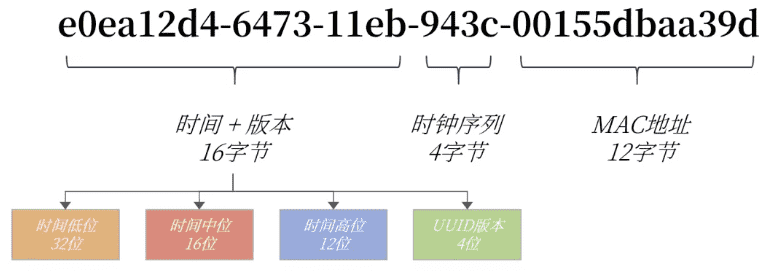 e0ea12d4-6473-11eb-943c-00155dbaa39d
时间 + 版本
16字节
时钟序列
4字节
MAC地址
12字节
时间低位
32位
时间中位
16位
时间高位
12位
UUID版本
4位